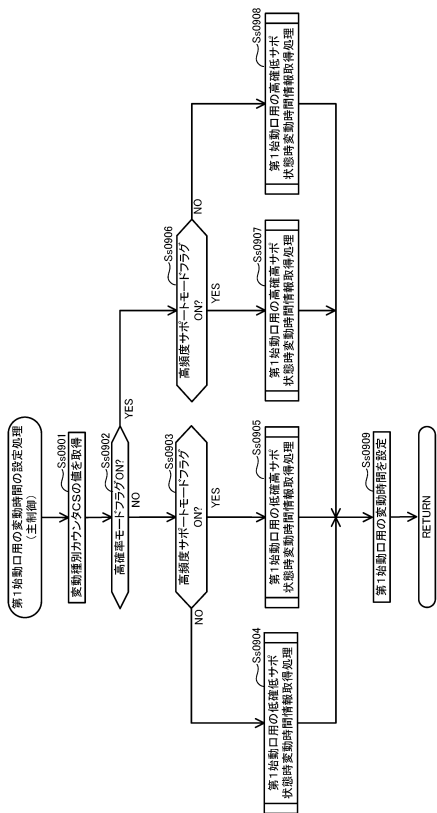 第1始動口用の変動時間の設定処理
（主制御）
Ss0901
変動種別カウンタCSの値を取得
Ss0902
高確率モードフラグON?
YES
NO
Ss0903
高頻度サポートモードフラグ
ON?
NO
YES
Ss0906
高頻度サポートモードフラグ
ON?
NO
YES
Ss0904
第1始動口用の低確低サポ
状態時変動時間情報取得処理
Ss0905
第1始動口用の低確高サポ
状態時変動時間情報取得処理
Ss0907
第1始動口用の高確高サポ
状態時変動時間情報取得処理
Ss0908
第1始動口用の高確低サポ
状態時変動時間情報取得処理
Ss0909
第1始動口用の変動時間を設定
RETURN